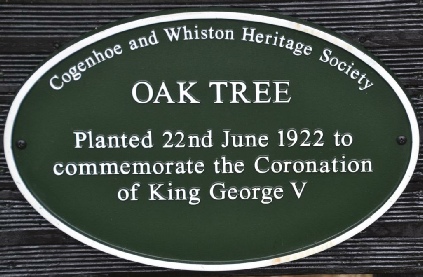 Cogenhoe and Whiston Heritage Society
OAK TREE
Planted 22nd June 1922 to
commemorate the Coronation
of King George V